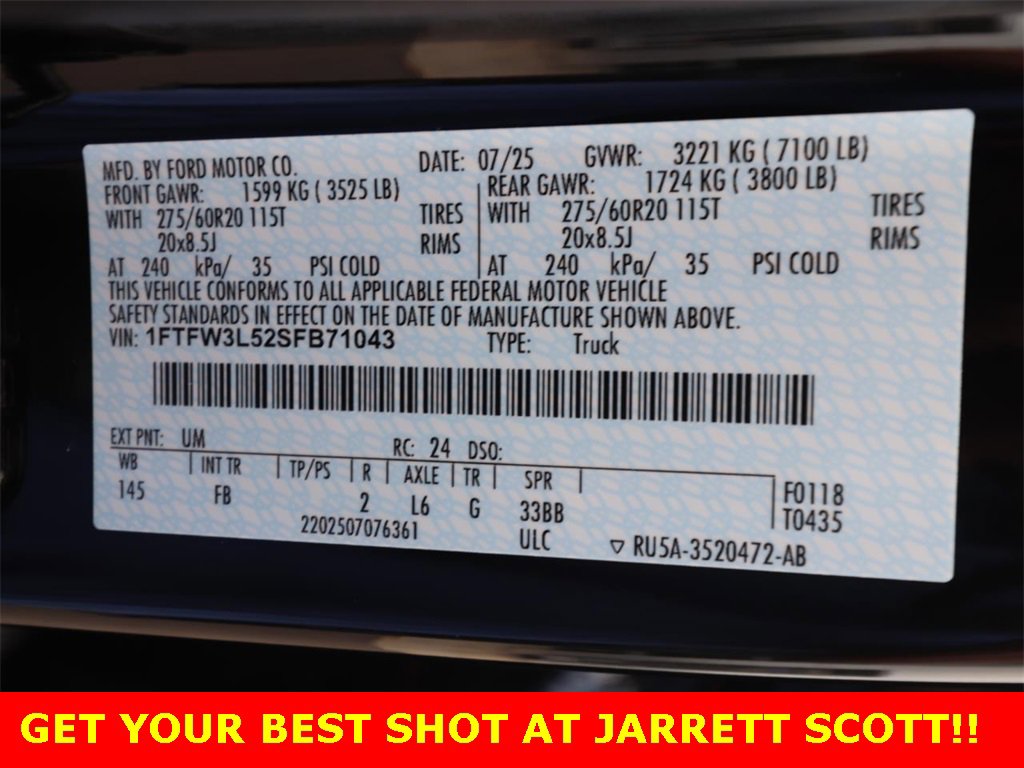 MFD. BY FORD MOTOR CO. DATE: 07/25 GVWR: 3221 KG ( 7100 LB)
FRONT GAWR: 1599 KG ( 3525 LB) REAR GAWR: 1724 KG ( 3800 LB)
WITH 275/60R20 115T TIRES WITH 275/60R20 115T TIRES
20x8.5J RIMS 20x8.5J RIMS
AT 240 kPa/ 35 PSI COLD AT 240 kPa/ 35 PSI COLD
THIS VEHICLE CONFORMS TO ALL APPLICABLE FEDERAL MOTOR VEHICLE
SAFETY STANDARDS IN EFFECT ON THE DATE OF MANUFACTURE SHOWN ABOVE.
VIN: 1FTFW3L52SFB71043 TYPE: Truck
EXT PNT: UM RC: 24 DSO:
WB INT TR TP/PS R AXLE TR SPR
145 FB 2 L6 G 33BB F0118
T0435
2202507076361 ULC ▽ RU5A-3520472-AB
GET YOUR BEST SHOT AT JARRETT SCOTT!!